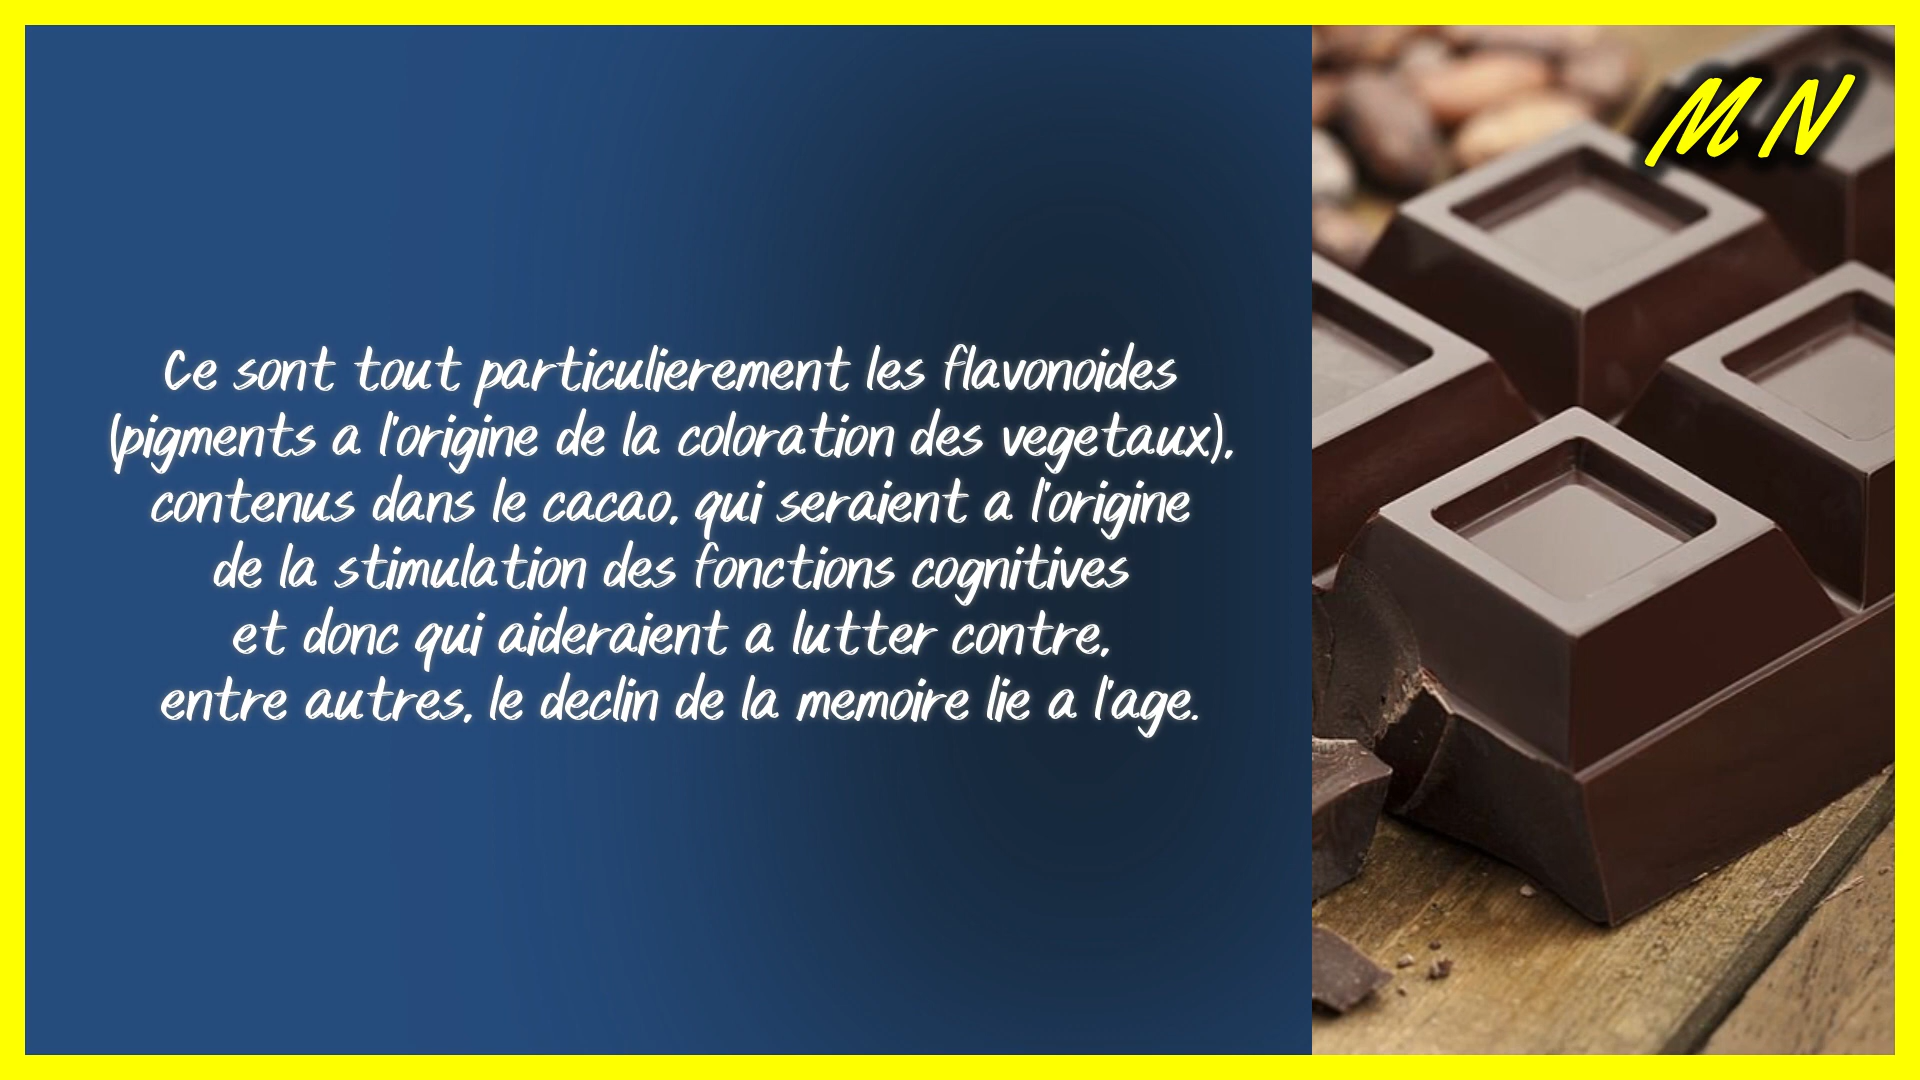 M N
Ce sont tout particulierement les flavonoides
(pigments a l'origine de la coloration des vegetaux),
contenus dans le cacao, qui seraient a l'origine
de la stimulation des fonctions cognitives
et donc qui aideraient a lutter contre,
entre autres, le declin de la memoire lie a l'age.